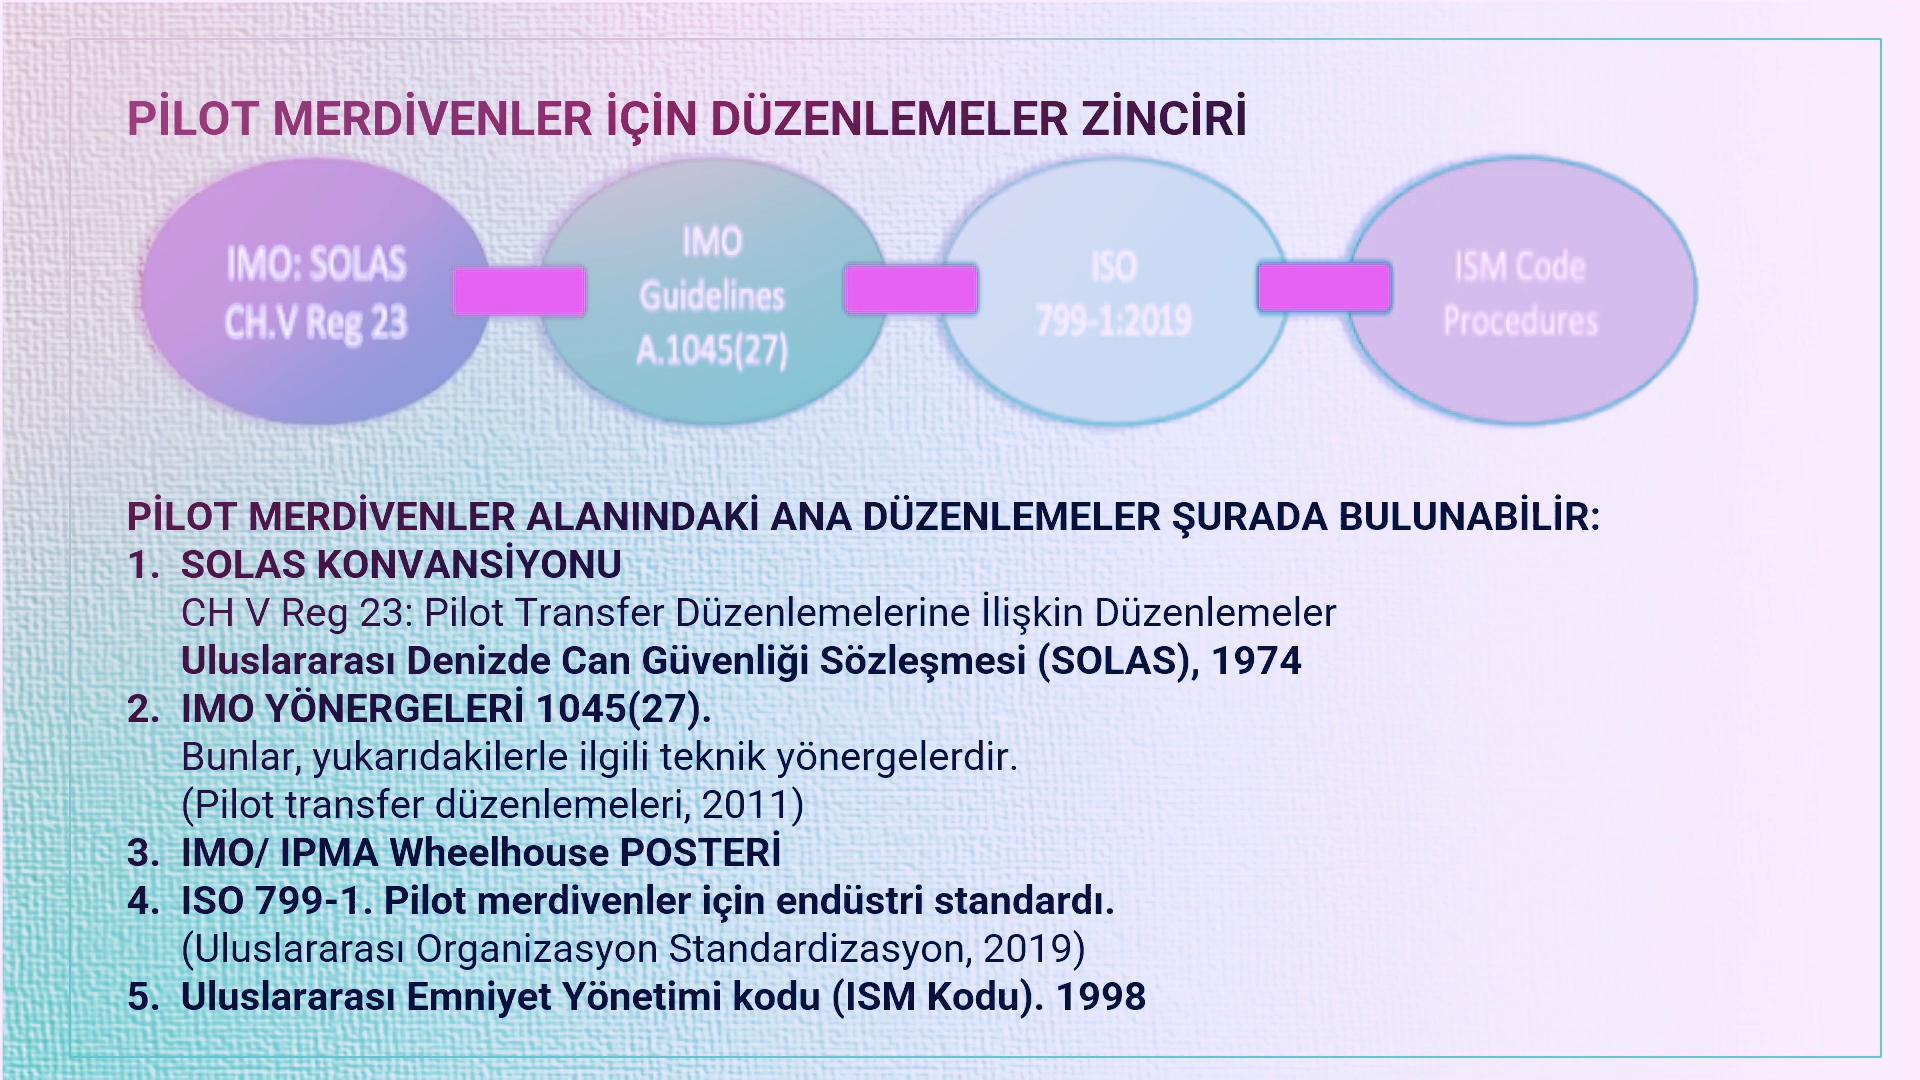 PİLOT MERDİVENLER İÇİN DÜZENLEMELER ZİNCİRİ
IMO: SOLAS
CH.V Reg 23
IMO
Guidelines
A.1045(27)
ISO
799-1:2019
ISM Code
Procedures
PİLOT MERDİVENLER ALANINDAKİ ANA DÜZENLEMELER ŞURADA BULUNABİLİR:
1. SOLAS KONVANSİYONU
CH V Reg 23: Pilot Transfer Düzenlemelerine İlişkin Düzenlemeler
Uluslararası Denizde Can Güvenliği Sözleşmesi (SOLAS), 1974
2. IMO YÖNERGELERİ 1045(27).
Bunlar, yukarıdakilerle ilgili teknik yönergelerdir.
(Pilot transfer düzenlemeleri, 2011)
3. IMO/ IPMA Wheelhouse POSTERİ
4. ISO 799-1. Pilot merdivenler için endüstri standardı.
(Uluslararası Organizasyon Standardizasyon, 2019)
5. Uluslararası Emniyet Yönetimi kodu (ISM Kodu). 1998